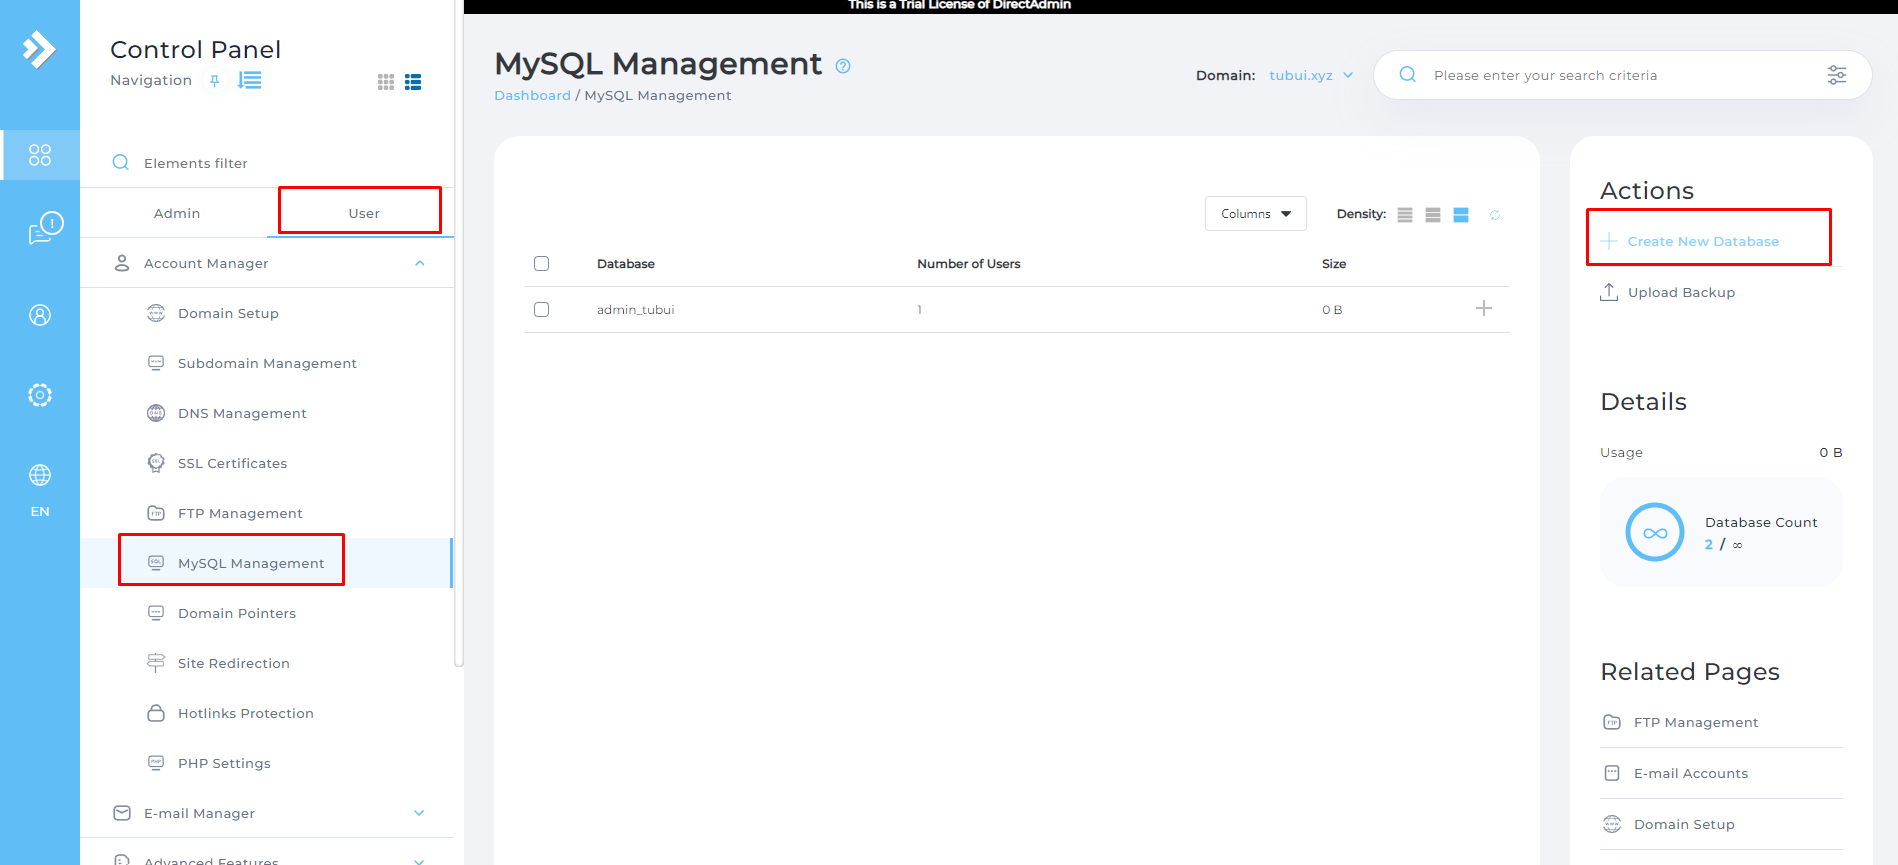 This is a Trial License of DirectAdmin
Control Panel
Navigation
Elements filter
Admin
User
Account Manager
Domain Setup
Subdomain Management
DNS Management
SSL Certificates
FTP Management
MySQL Management
Domain Pointers
Site Redirection
Hotlinks Protection
PHP Settings
E-mail Manager
Advanced Features
EN
MySQL Management
Dashboard / MySQL Management
Domain: tubui.xyz
Please enter your search criteria
Columns
Density:
Database Number of Users Size
admin_tubui 1 0 B
Actions
Create New Database
Upload Backup
Details
Usage 0 B
Database Count
2 / ∞
Related Pages
FTP Management
E-mail Accounts
Domain Setup